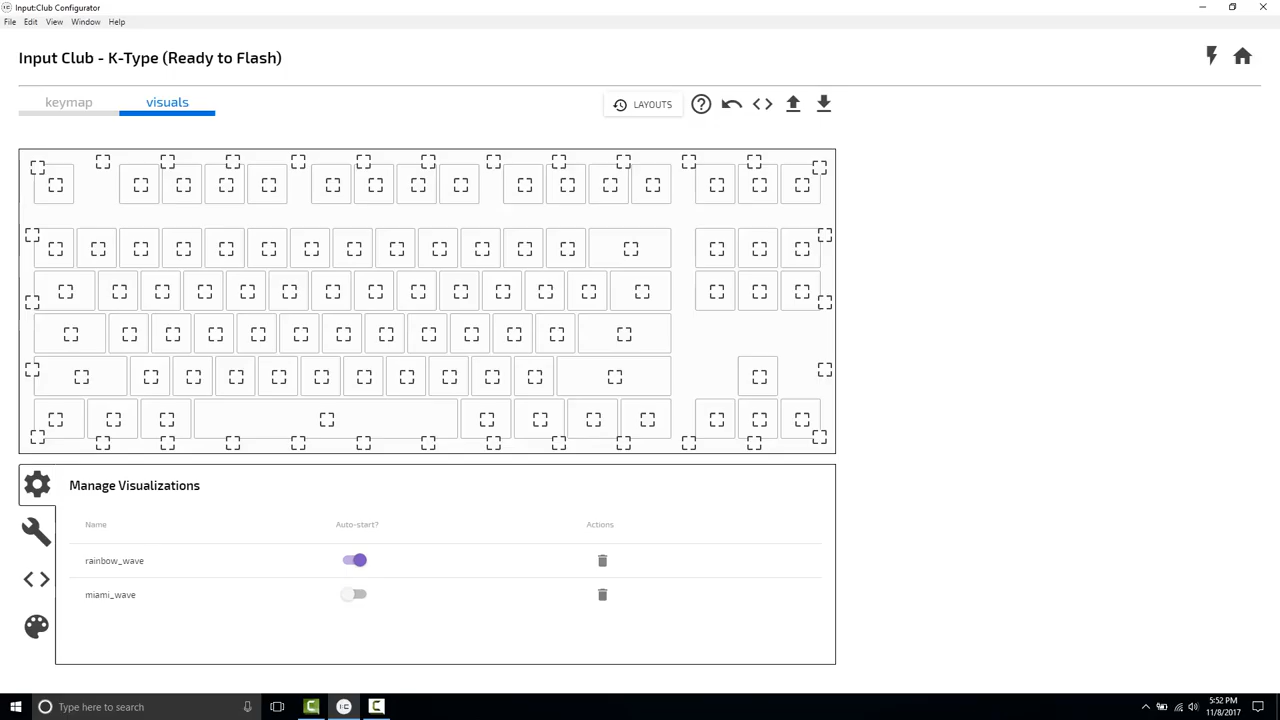 Input:Club Configurator
File Edit View Window Help
Input Club - K-Type (Ready to Flash)
keymap visuals LAYOUTS
Manage Visualizations
Name Auto-start? Actions
rainbow_wave
miami_wave
Type here to search
5:52 PM
11/8/2017